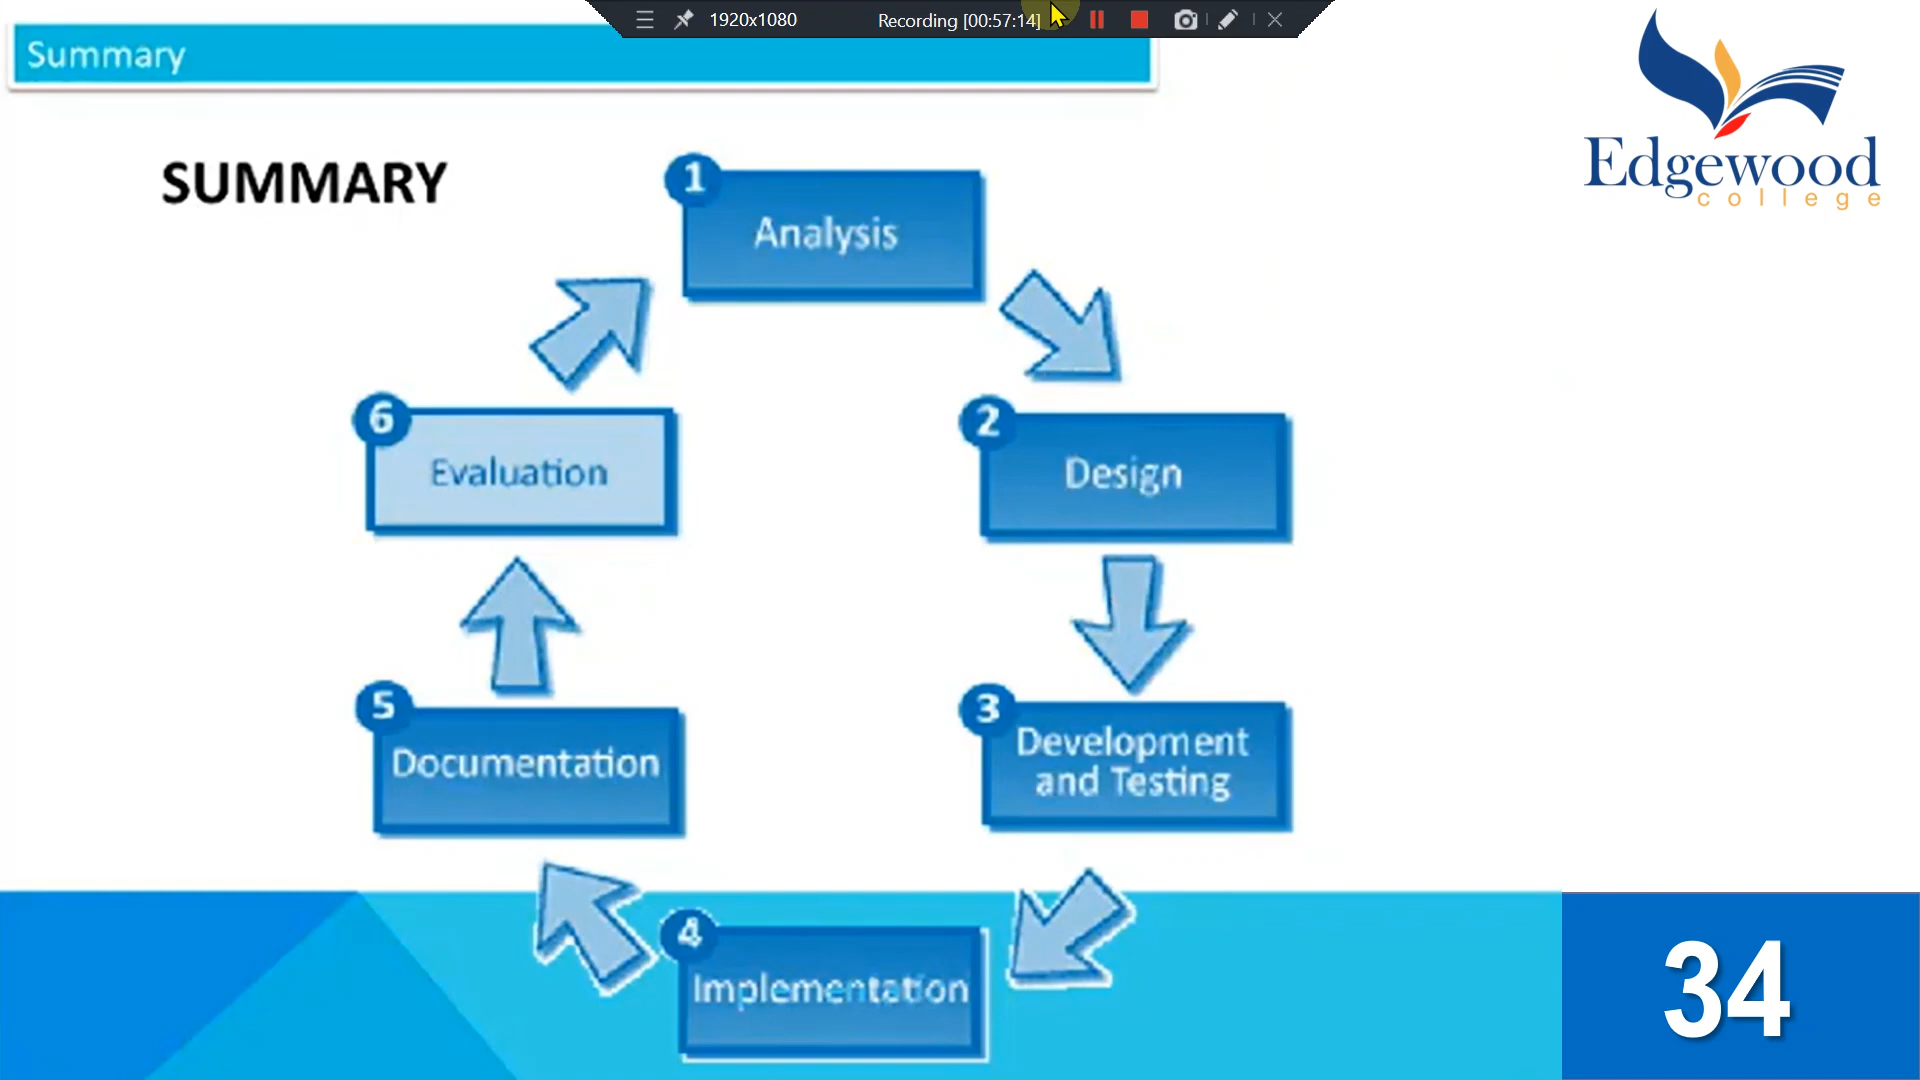 1920x1080
Recording [00:57:14]
Summary
Edgewood
college
SUMMARY
1
Analysis
6
Evaluation
2
Design
5
Documentation
3
Development
and Testing
4
Implementation
34